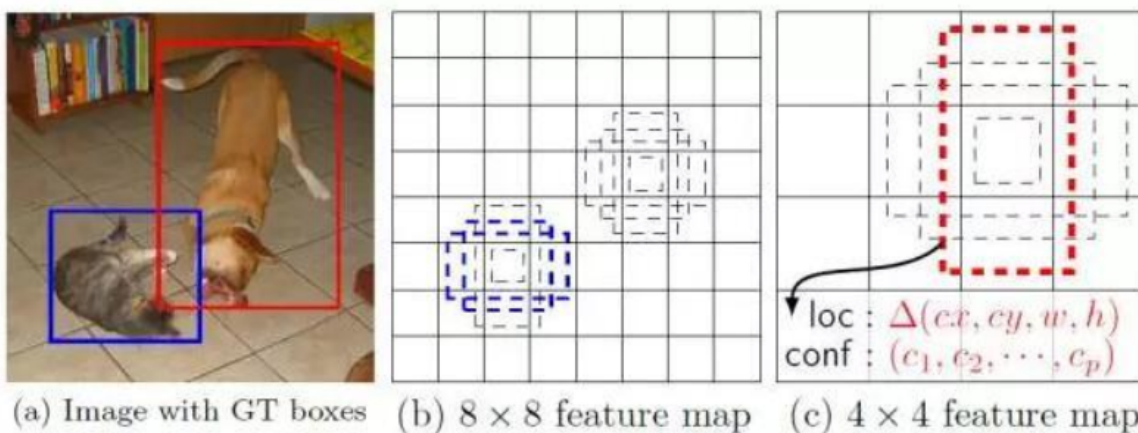 loc : Δ(cx, cy, w, h)
conf : (c₁, c₂, ⋯, cₚ)
(a) Image with GT boxes
(b) 8 × 8 feature map
(c) 4 × 4 feature map